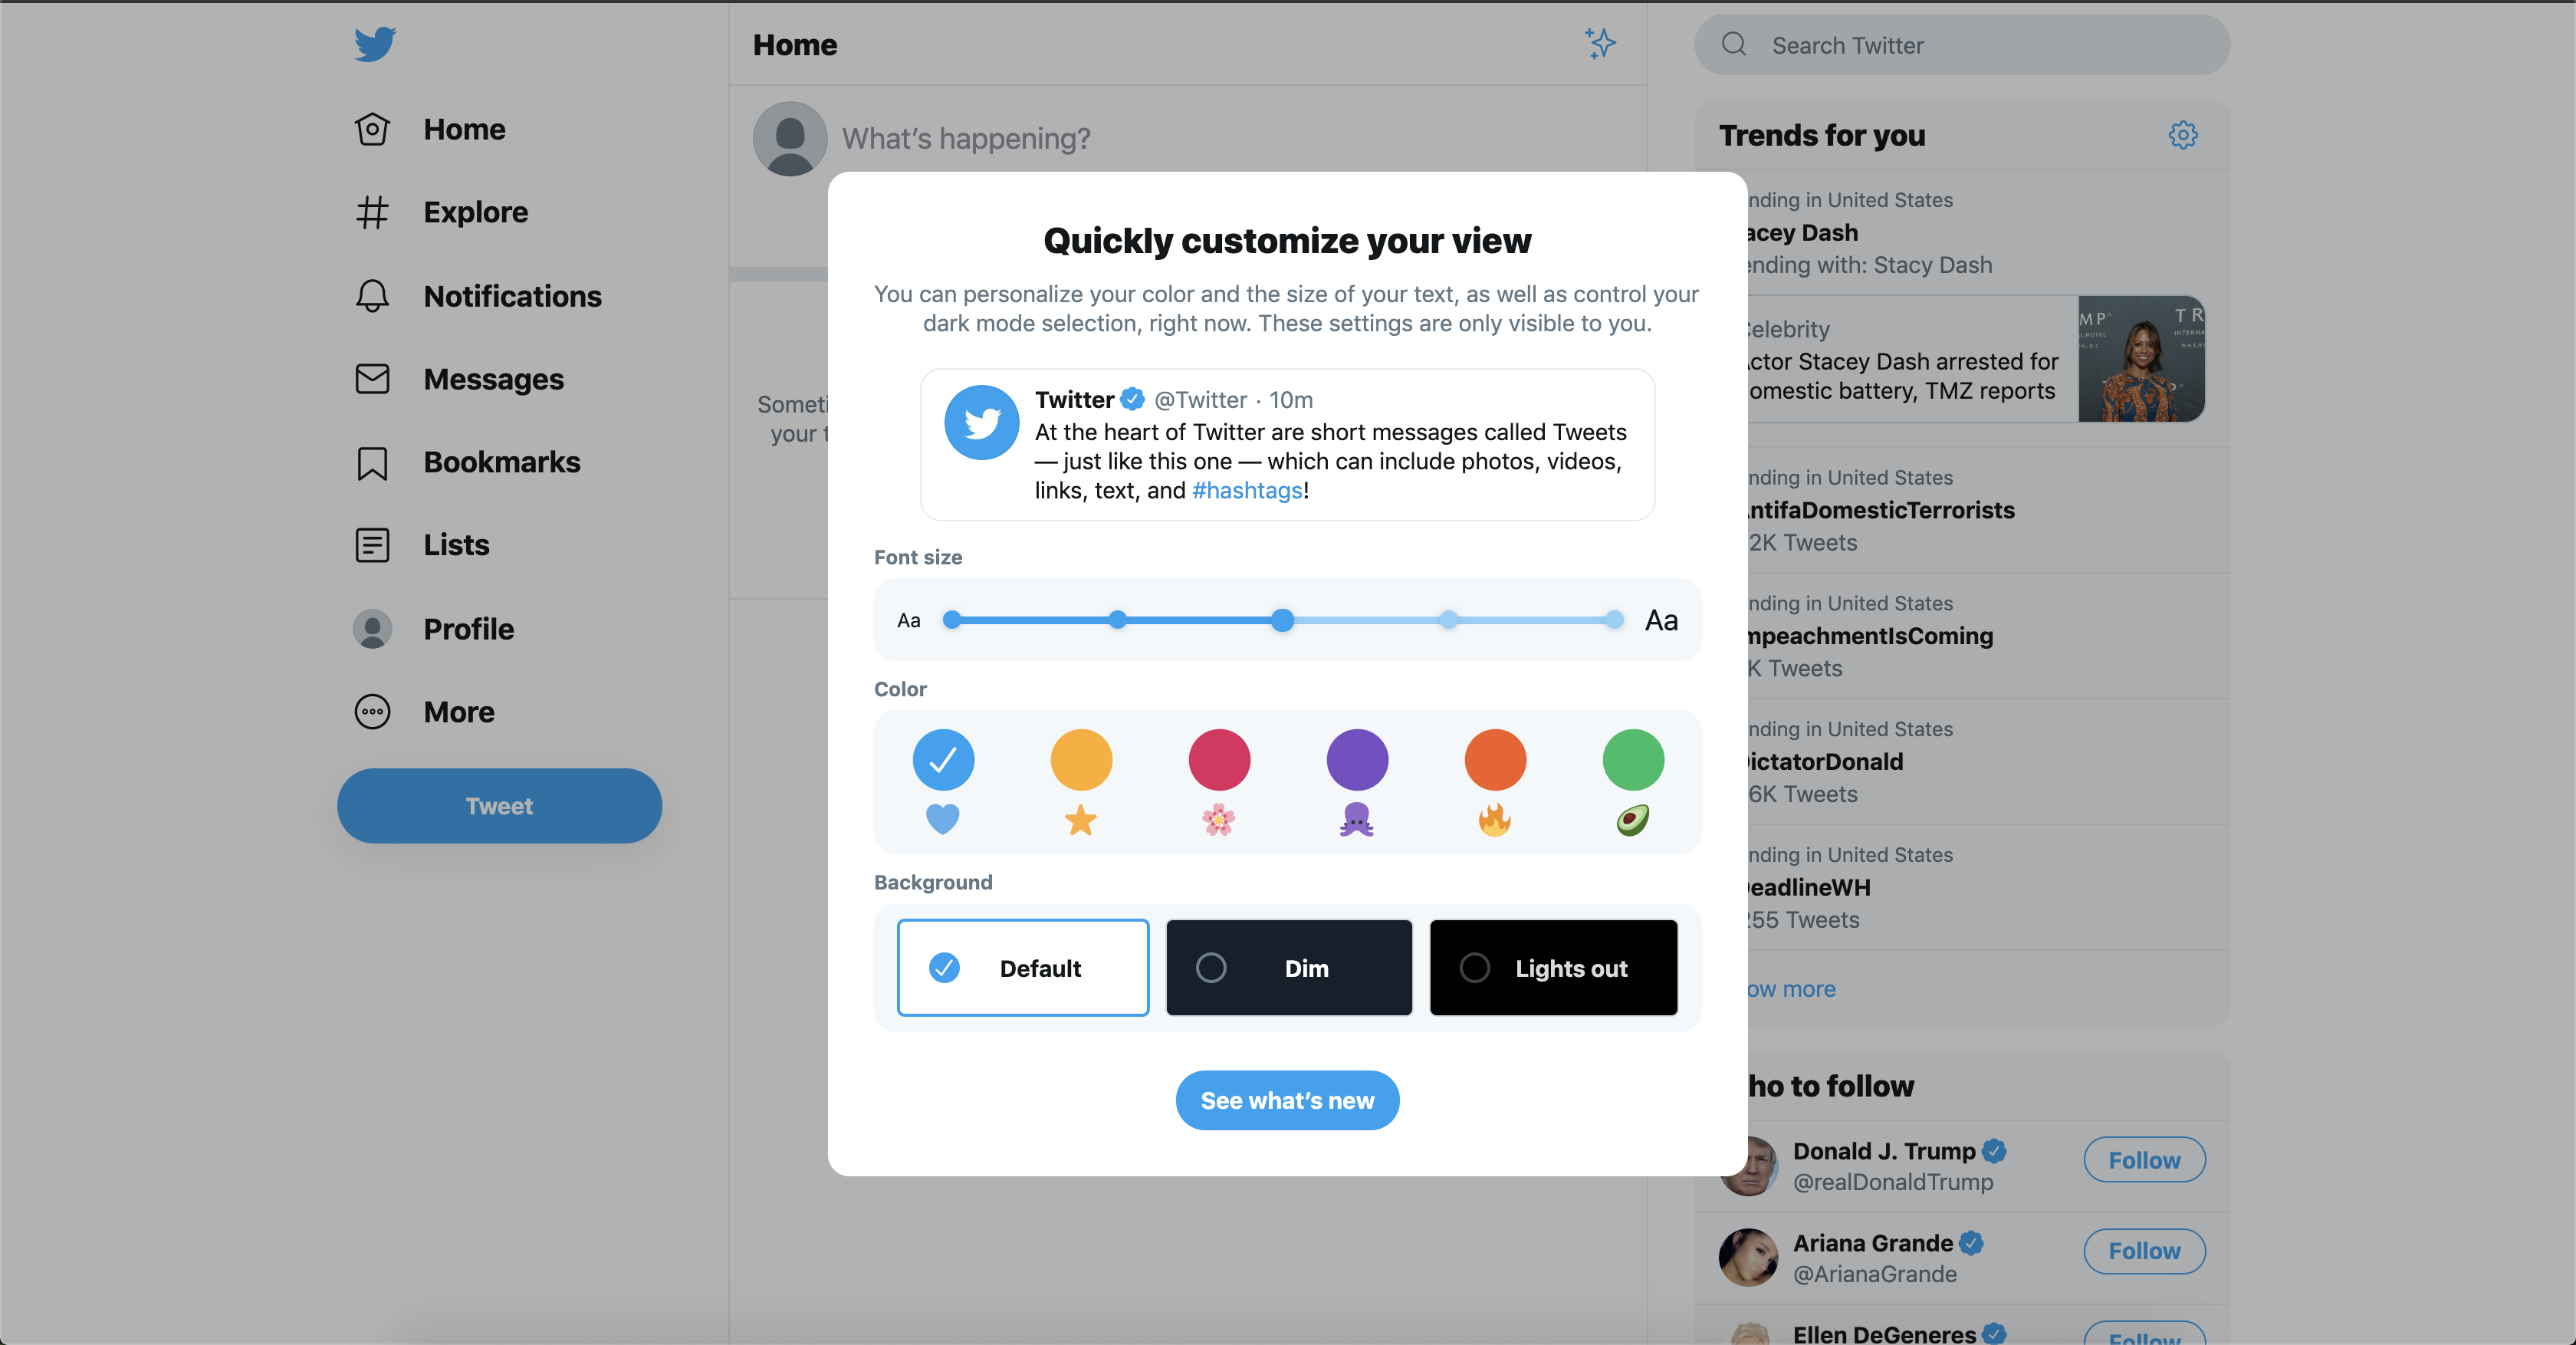 Home
Explore
Notifications
Messages
Bookmarks
Lists
Profile
More
Tweet
Home
What's happening?
Someti
your t
Quickly customize your view
You can personalize your color and the size of your text, as well as control your
dark mode selection, right now. These settings are only visible to you.
Twitter @Twitter · 10m
At the heart of Twitter are short messages called Tweets
— just like this one — which can include photos, videos,
links, text, and #hashtags!
Font size
Aa Aa
Color
Background
Default Dim Lights out
See what's new
Search Twitter
Trends for you
nding in United States
acey Dash
ending with: Stacy Dash
Celebrity
Actor Stacey Dash arrested for
omestic battery, TMZ reports
nding in United States
AntifaDomesticTerrorists
2K Tweets
nding in United States
mpeachmentIsComing
K Tweets
nding in United States
DictatorDonald
6K Tweets
nding in United States
DeadlineWH
255 Tweets
ow more
ho to follow
Donald J. Trump
@realDonaldTrump
Follow
Ariana Grande
@ArianaGrande
Follow
Ellen DeGeneres
Follow